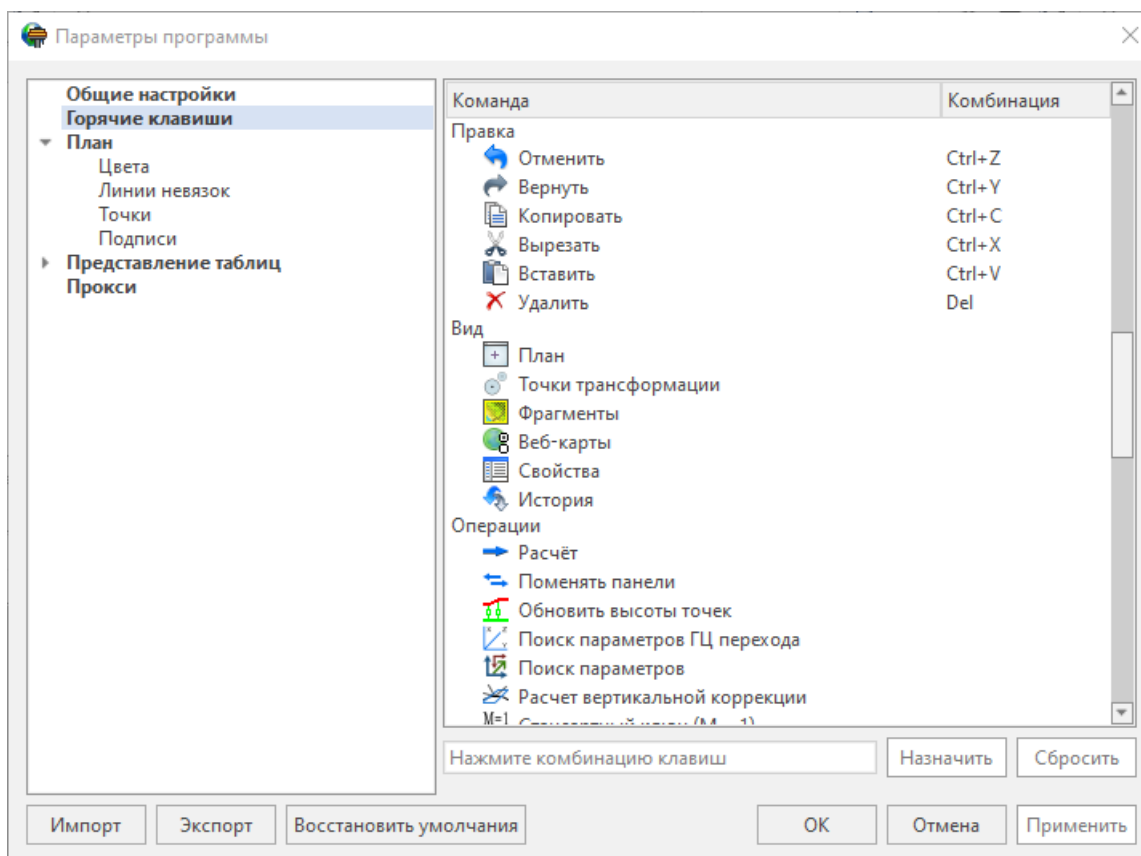 Параметры программы
Общие настройки
Горячие клавиши
План
Цвета
Линии невязок
Точки
Подписи
Представление таблиц
Прокси
Команда Комбинация
Правка
Отменить Ctrl+Z
Вернуть Ctrl+Y
Копировать Ctrl+C
Вырезать Ctrl+X
Вставить Ctrl+V
Удалить Del
Вид
План
Точки трансформации
Фрагменты
Веб-карты
Свойства
История
Операции
Расчёт
Поменять панели
Обновить высоты точек
Поиск параметров ГЦ перехода
Поиск параметров
Расчет вертикальной коррекции
M=1
Нажмите комбинацию клавиш Назначить Сбросить
Импорт Экспорт Восстановить умолчания OK Отмена Применить